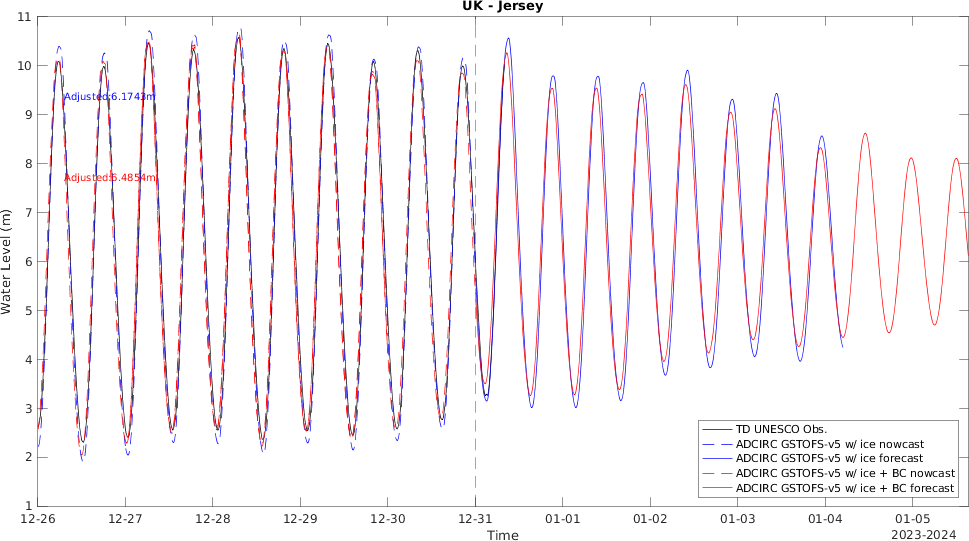 UK - Jersey
11
10
9
8
7
6
5
4
3
2
1
Water Level (m)
Adjusted:6.1743m
Adjusted:6.4854m
TD UNESCO Obs.
ADCIRC GSTOFS-v5 w/ ice nowcast
ADCIRC GSTOFS-v5 w/ ice forecast
ADCIRC GSTOFS-v5 w/ ice + BC nowcast
ADCIRC GSTOFS-v5 w/ ice + BC forecast
12-26 12-27 12-28 12-29 12-30 12-31 01-01 01-02 01-03 01-04 01-05
Time
2023-2024